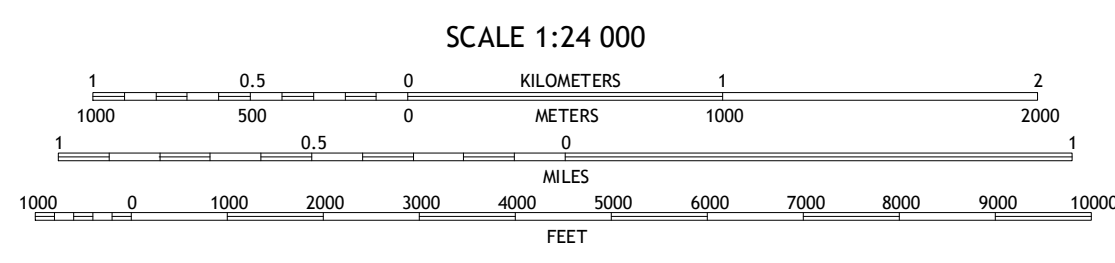 SCALE 1:24 000
1 0.5 0 KILOMETERS 1 2
1000 500 0 METERS 1000 2000
1 0.5 0 1
MILES
1000 0 1000 2000 3000 4000 5000 6000 7000 8000 9000 10000
FEET